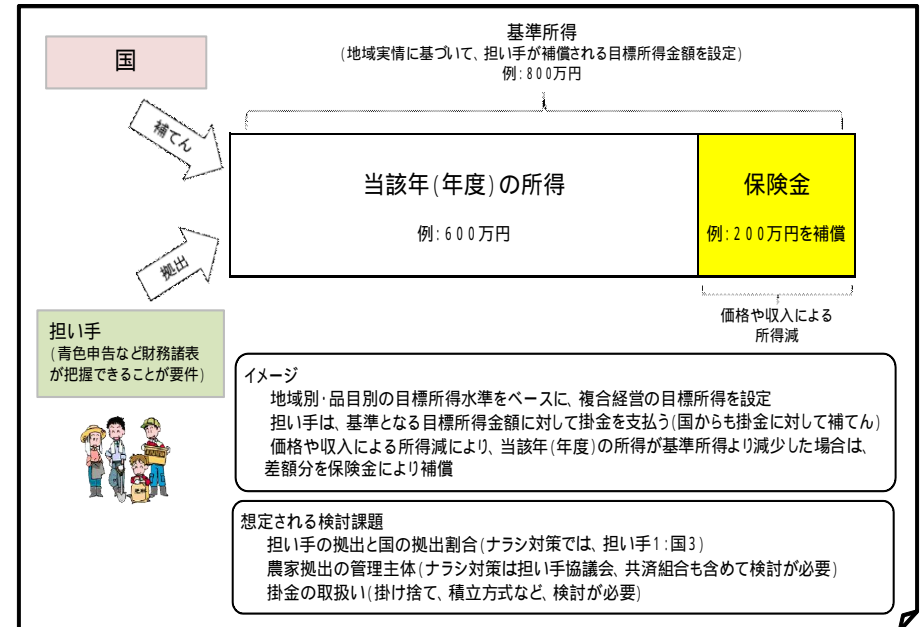 基準所得
(地域実情に基づいて、担い手が補償される目標所得金額を設定)
例:800万円
国
補てん
当該年(年度)の所得
例:600万円
保険金
例:200万円を補償
拠出
価格や収入による
所得減
担い手
(青色申告など財務諸表
が把握できることが要件)
イメージ
地域別・品目別の目標所得水準をベースに、複合経営の目標所得を設定
担い手は、基準となる目標所得金額に対して掛金を支払う(国からも掛金に対して補てん)
価格や収入による所得減により、当該年(年度)の所得が基準所得より減少した場合は、
差額分を保険金により補償
想定される検討課題
担い手の拠出と国の拠出割合(ナラシ対策では、担い手1:国3)
農家拠出の管理主体(ナラシ対策は担い手協議会、共済組合も含めて検討が必要)
掛金の取扱い(掛け捨て、積立方式など、検討が必要)